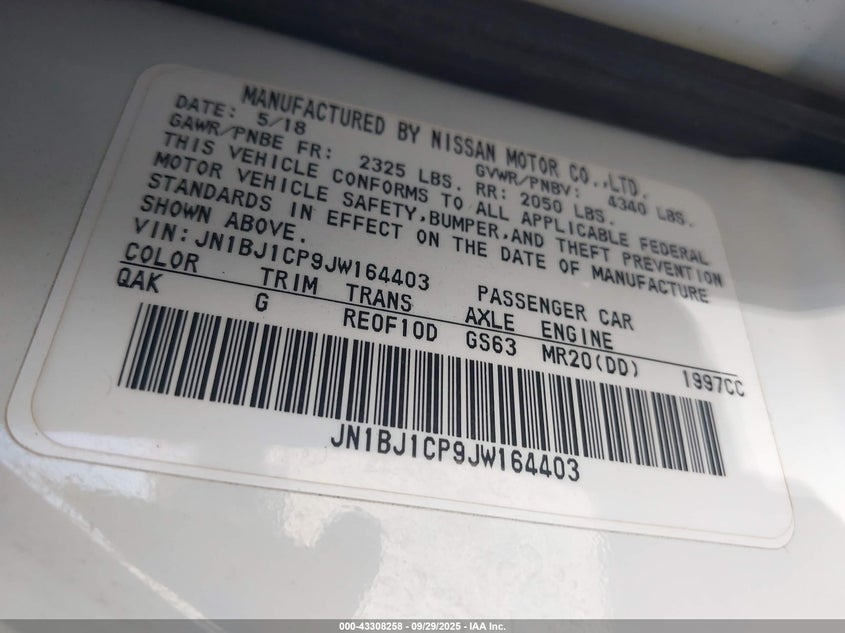 MANUFACTURED BY NISSAN MOTOR CO.,LTD.
DATE: 5/18 GVWR/PNBV: 4340 LBS.
GAWR/PNBE FR: 2325 LBS. RR: 2050 LBS.
THIS VEHICLE CONFORMS TO ALL APPLICABLE FEDERAL
MOTOR VEHICLE SAFETY,BUMPER,AND THEFT PREVENTION
STANDARDS IN EFFECT ON THE DATE OF MANUFACTURE
SHOWN ABOVE.
VIN: JN1BJ1CP9JW164403 PASSENGER CAR
COLOR TRIM TRANS AXLE ENGINE
QAK G RE0F10D GS63 MR20(DD) 1997CC
JN1BJ1CP9JW164403
000-43308258 - 09/29/2025 - IAA Inc.